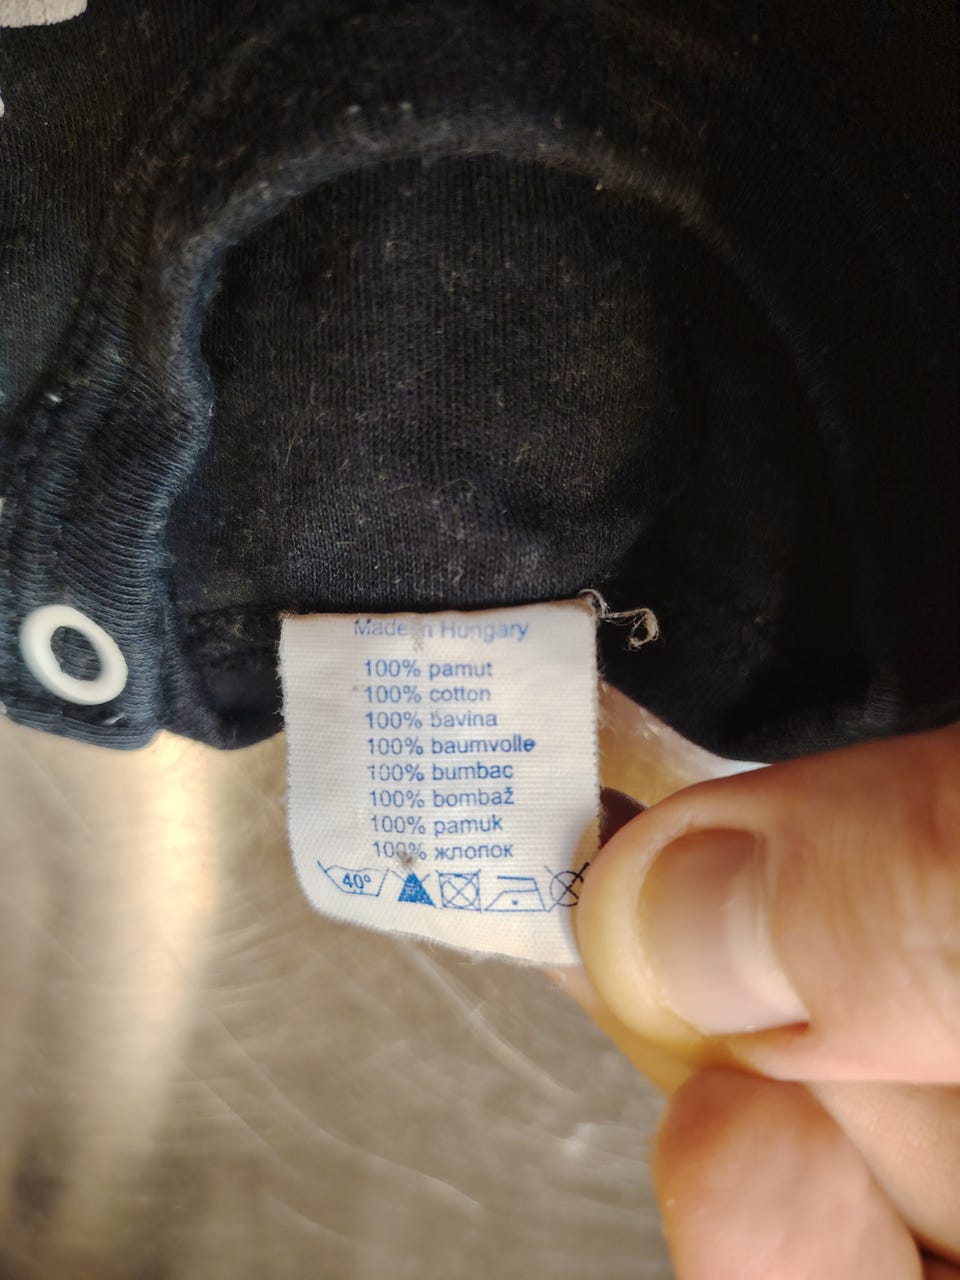 Made in Hungary
100% pamut
100% cotton
100% bavina
100% baumvolle
100% bumbac
100% bombaž
100% pamuk
100% жлопок
40°